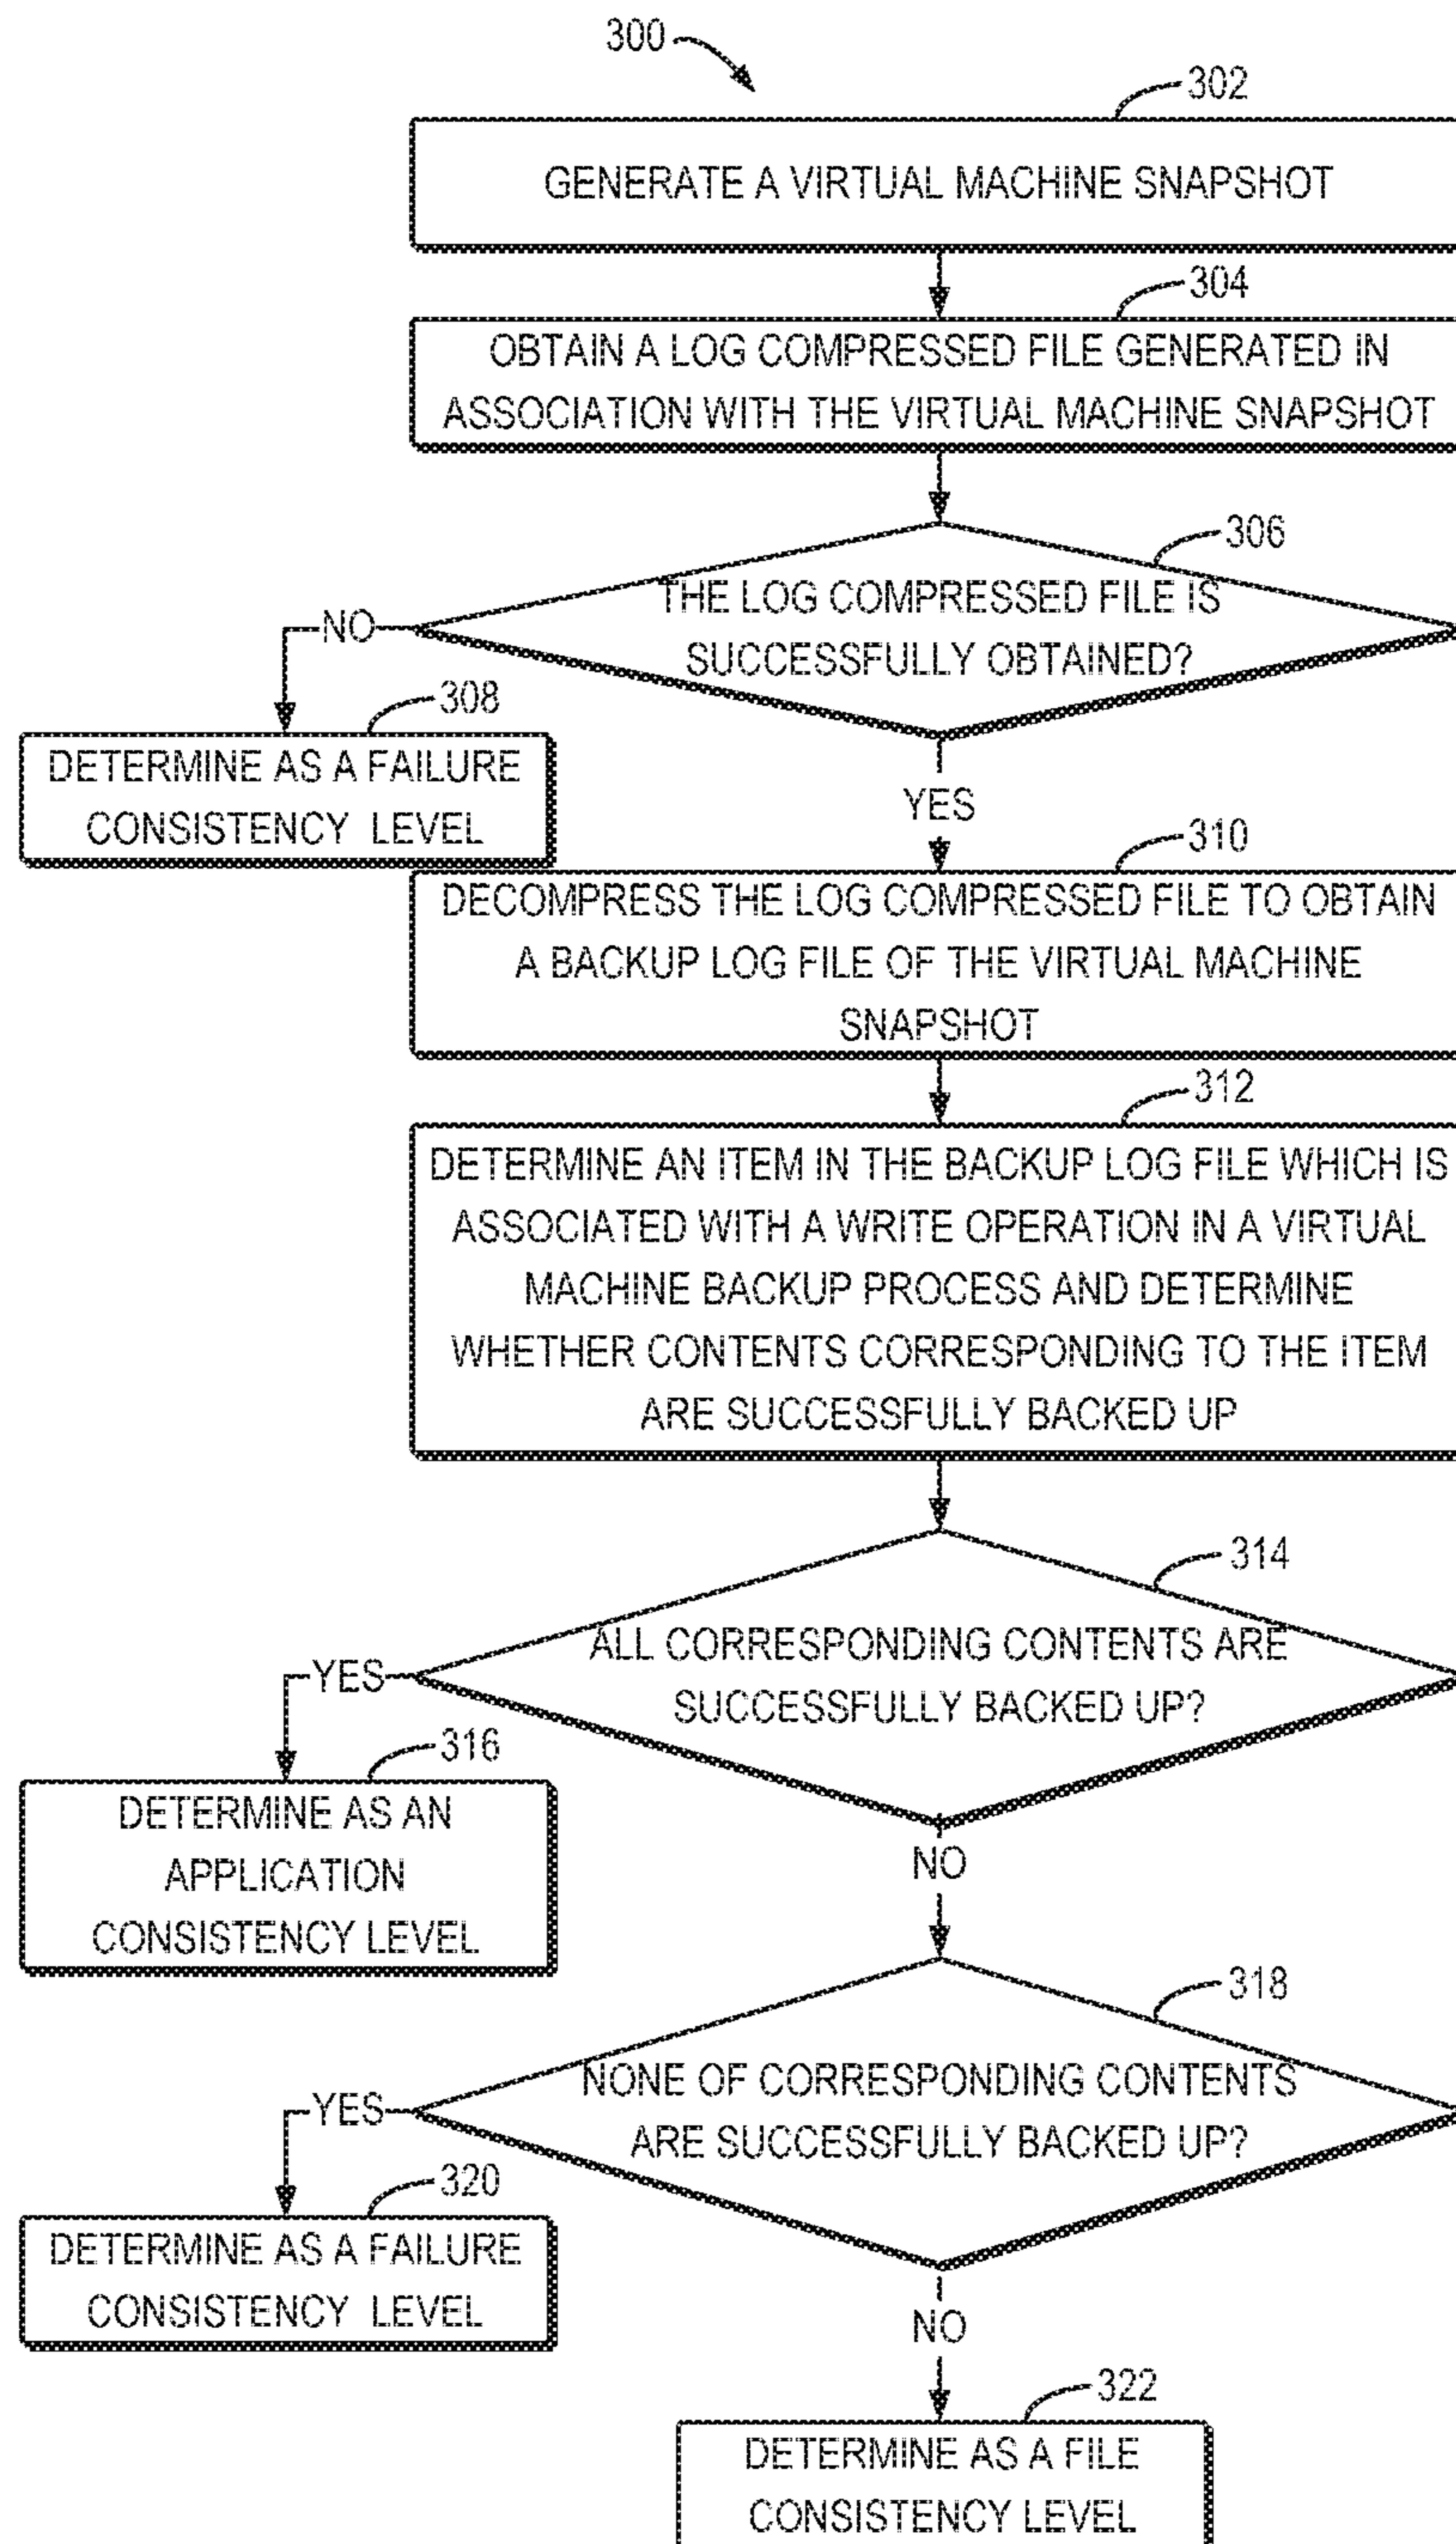 300
302
GENERATE A VIRTUAL MACHINE SNAPSHOT
304
OBTAIN A LOG COMPRESSED FILE GENERATED IN
ASSOCIATION WITH THE VIRTUAL MACHINE SNAPSHOT
306
THE LOG COMPRESSED FILE IS
SUCCESSFULLY OBTAINED?
NO
308
DETERMINE AS A FAILURE
CONSISTENCY LEVEL
YES
310
DECOMPRESS THE LOG COMPRESSED FILE TO OBTAIN
A BACKUP LOG FILE OF THE VIRTUAL MACHINE
SNAPSHOT
312
DETERMINE AN ITEM IN THE BACKUP LOG FILE WHICH IS
ASSOCIATED WITH A WRITE OPERATION IN A VIRTUAL
MACHINE BACKUP PROCESS AND DETERMINE
WHETHER CONTENTS CORRESPONDING TO THE ITEM
ARE SUCCESSFULLY BACKED UP
314
ALL CORRESPONDING CONTENTS ARE
SUCCESSFULLY BACKED UP?
YES
316
DETERMINE AS AN
APPLICATION
CONSISTENCY LEVEL
NO
318
NONE OF CORRESPONDING CONTENTS
ARE SUCCESSFULLY BACKED UP?
YES
320
DETERMINE AS A FAILURE
CONSISTENCY LEVEL
NO
322
DETERMINE AS A FILE
CONSISTENCY LEVEL